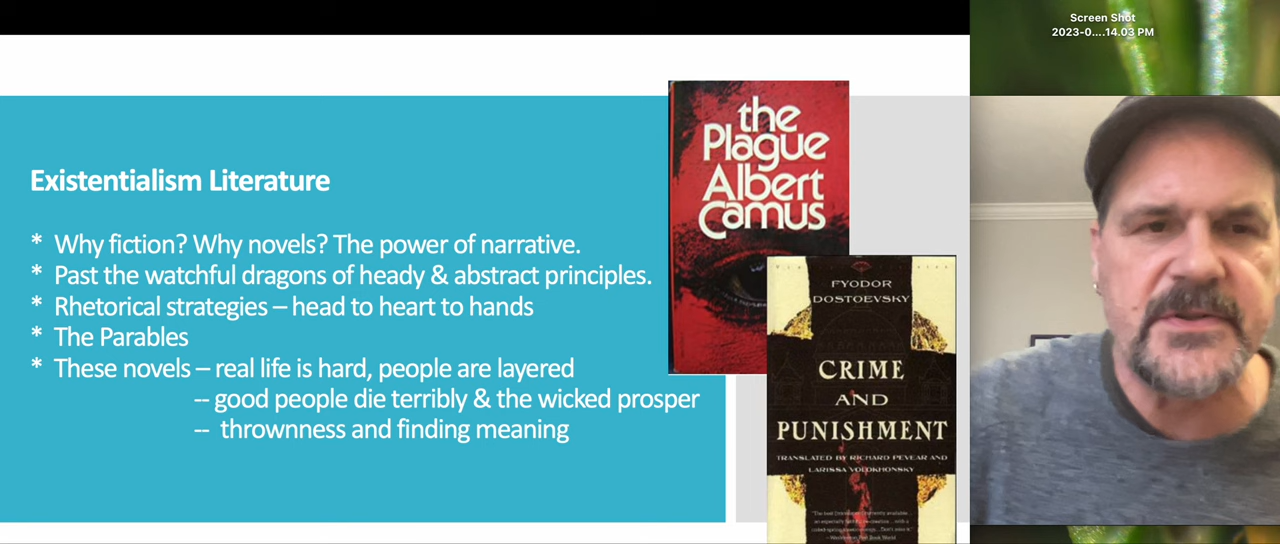 Screen Shot
2023-0....14.03 PM
Existentialism Literature
* Why fiction? Why novels? The power of narrative.
* Past the watchful dragons of heady & abstract principles.
* Rhetorical strategies – head to heart to hands
* The Parables
* These novels – real life is hard, people are layered
-- good people die terribly & the wicked prosper
-- thrownness and finding meaning
the
Plague
Albert
Camus
FYODOR
DOSTOEVSKY
CRIME
AND
PUNISHMENT
TRANSLATED BY RICHARD PEVEAR AND
LARISSA VOLOKHONSKY